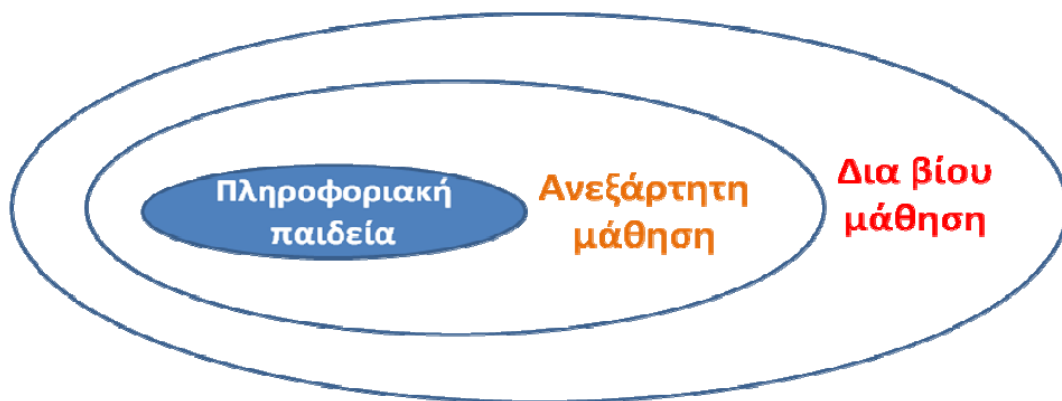 Πληροφοριακή
παιδεία
Ανεξάρτητη
μάθηση
Δια βίου
μάθηση